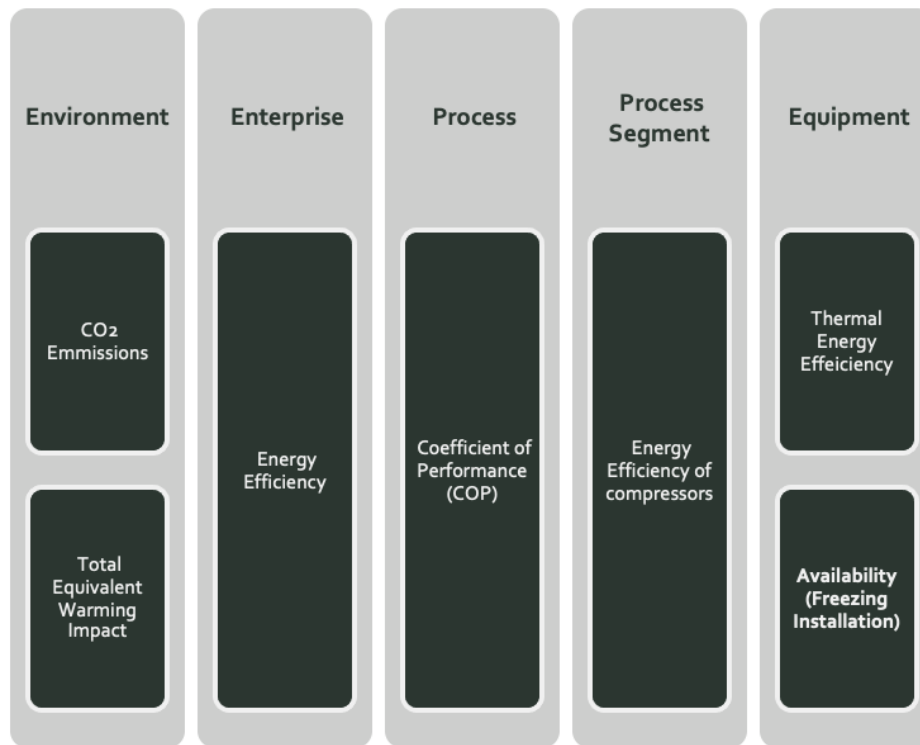 Environment
CO2
Emmissions
Total
Equivalent
Warming
Impact
Enterprise
Energy
Efficiency
Process
Coefficient of
Performance
(COP)
Process
Segment
Energy
Efficiency of
compressors
Equipment
Thermal
Energy
Effeiciency
Availability
(Freezing
Installation)